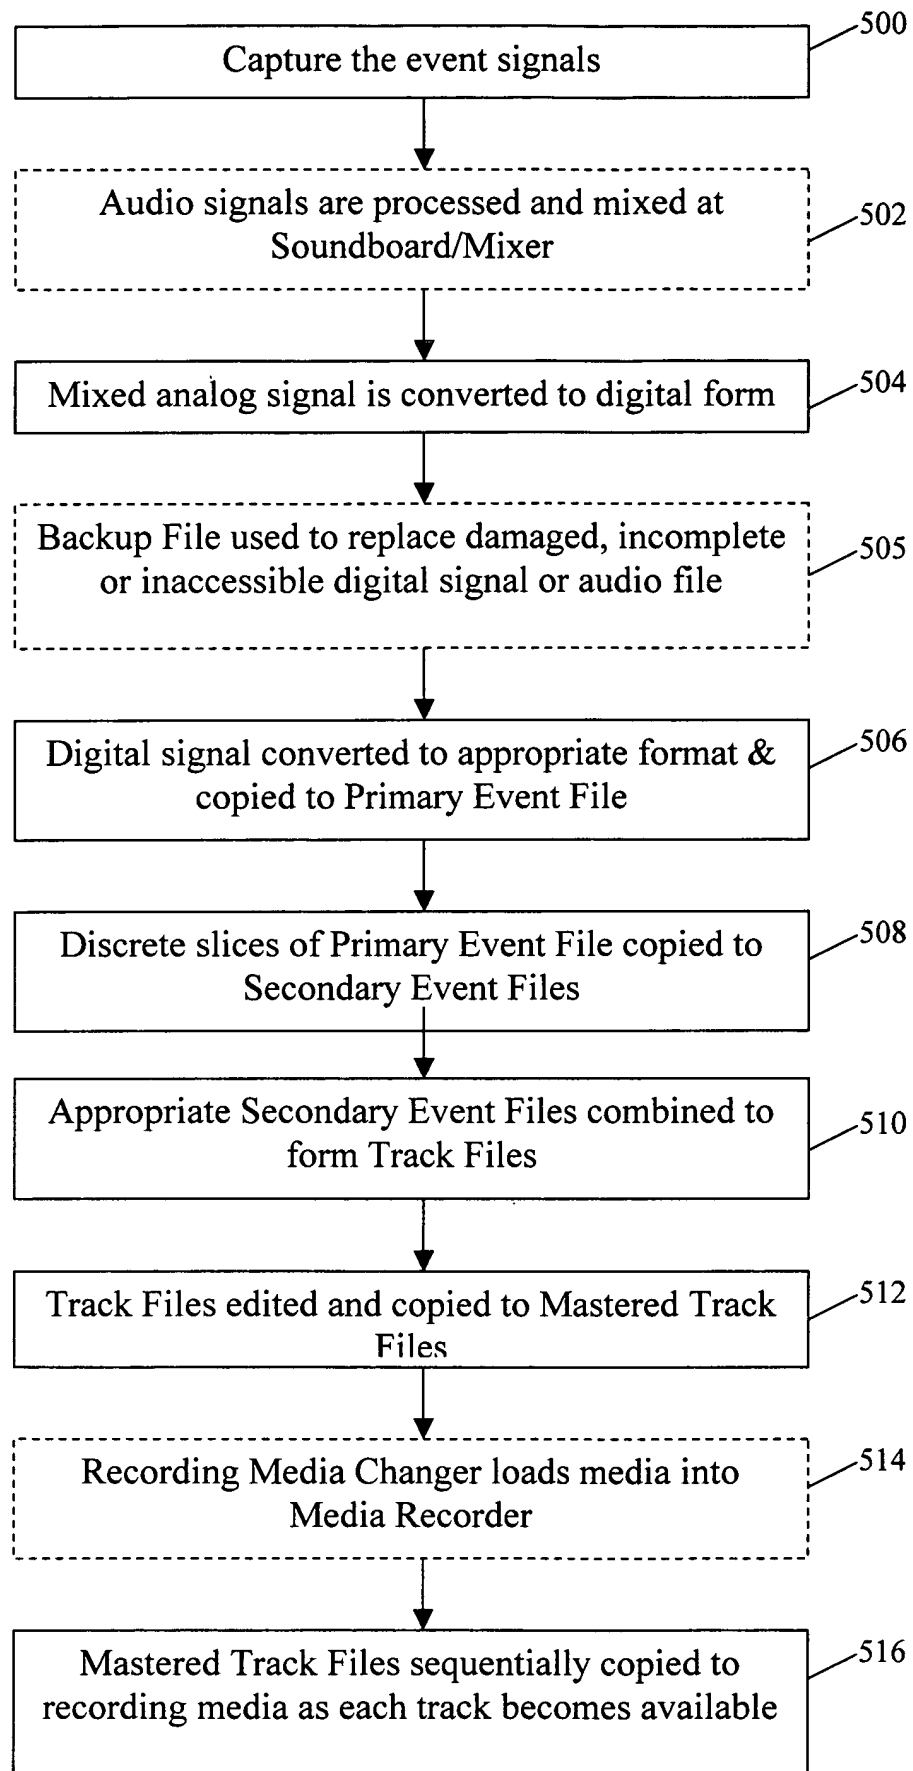 500
Capture the event signals
Audio signals are processed and mixed at
Soundboard/Mixer
502
Mixed analog signal is converted to digital form
504
Backup File used to replace damaged, incomplete
or inaccessible digital signal or audio file
505
Digital signal converted to appropriate format &
copied to Primary Event File
506
Discrete slices of Primary Event File copied to
Secondary Event Files
508
Appropriate Secondary Event Files combined to
form Track Files
510
Track Files edited and copied to Mastered Track
Files
512
Recording Media Changer loads media into
Media Recorder
514
Mastered Track Files sequentially copied to
recording media as each track becomes available
516